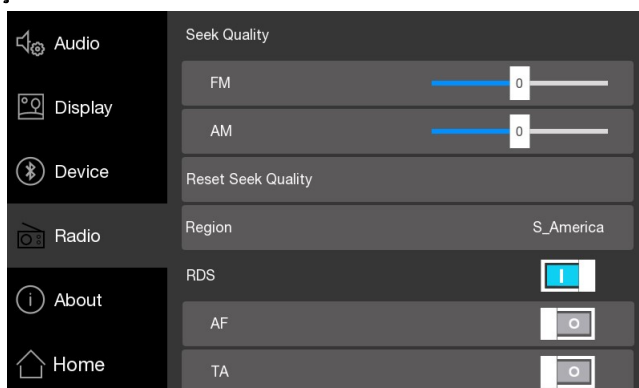 Audio
Display
Device
Radio
About
Home
Seek Quality
FM
0
AM
0
Reset Seek Quality
Region S_America
RDS
AF
TA